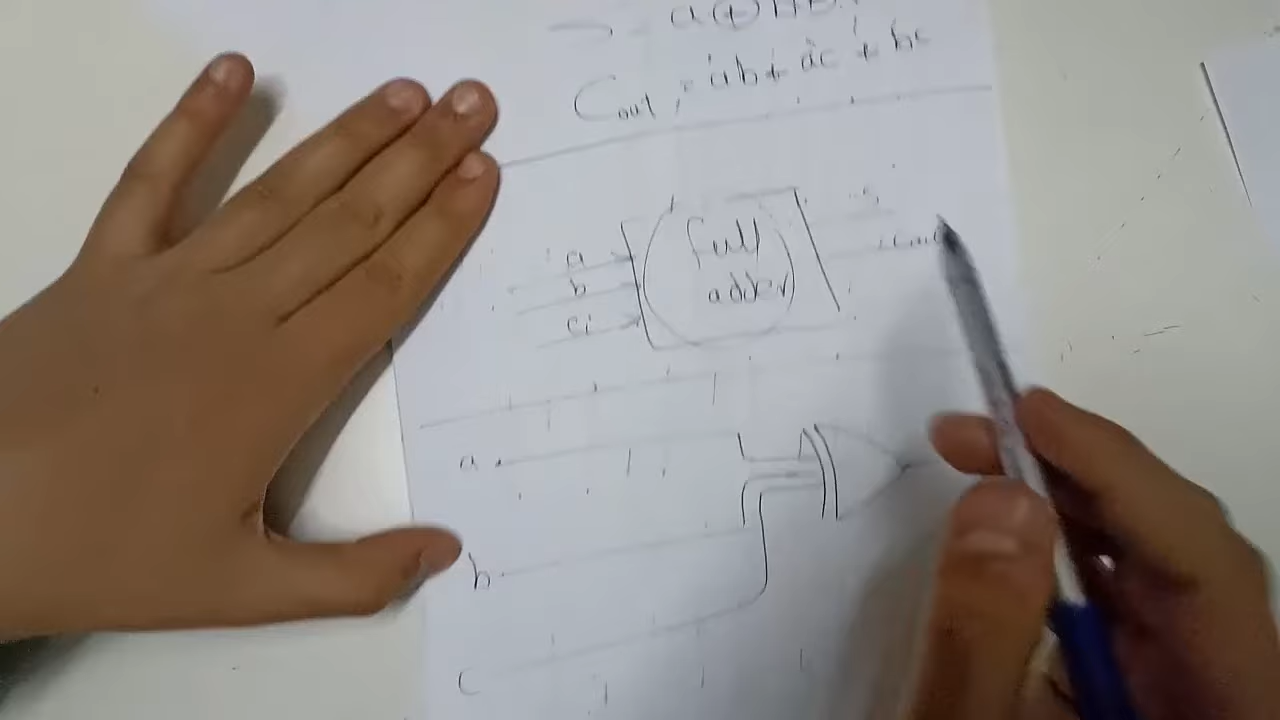 Cout = ab + ac + bc
a
full
b
adder
ci
a
b
c